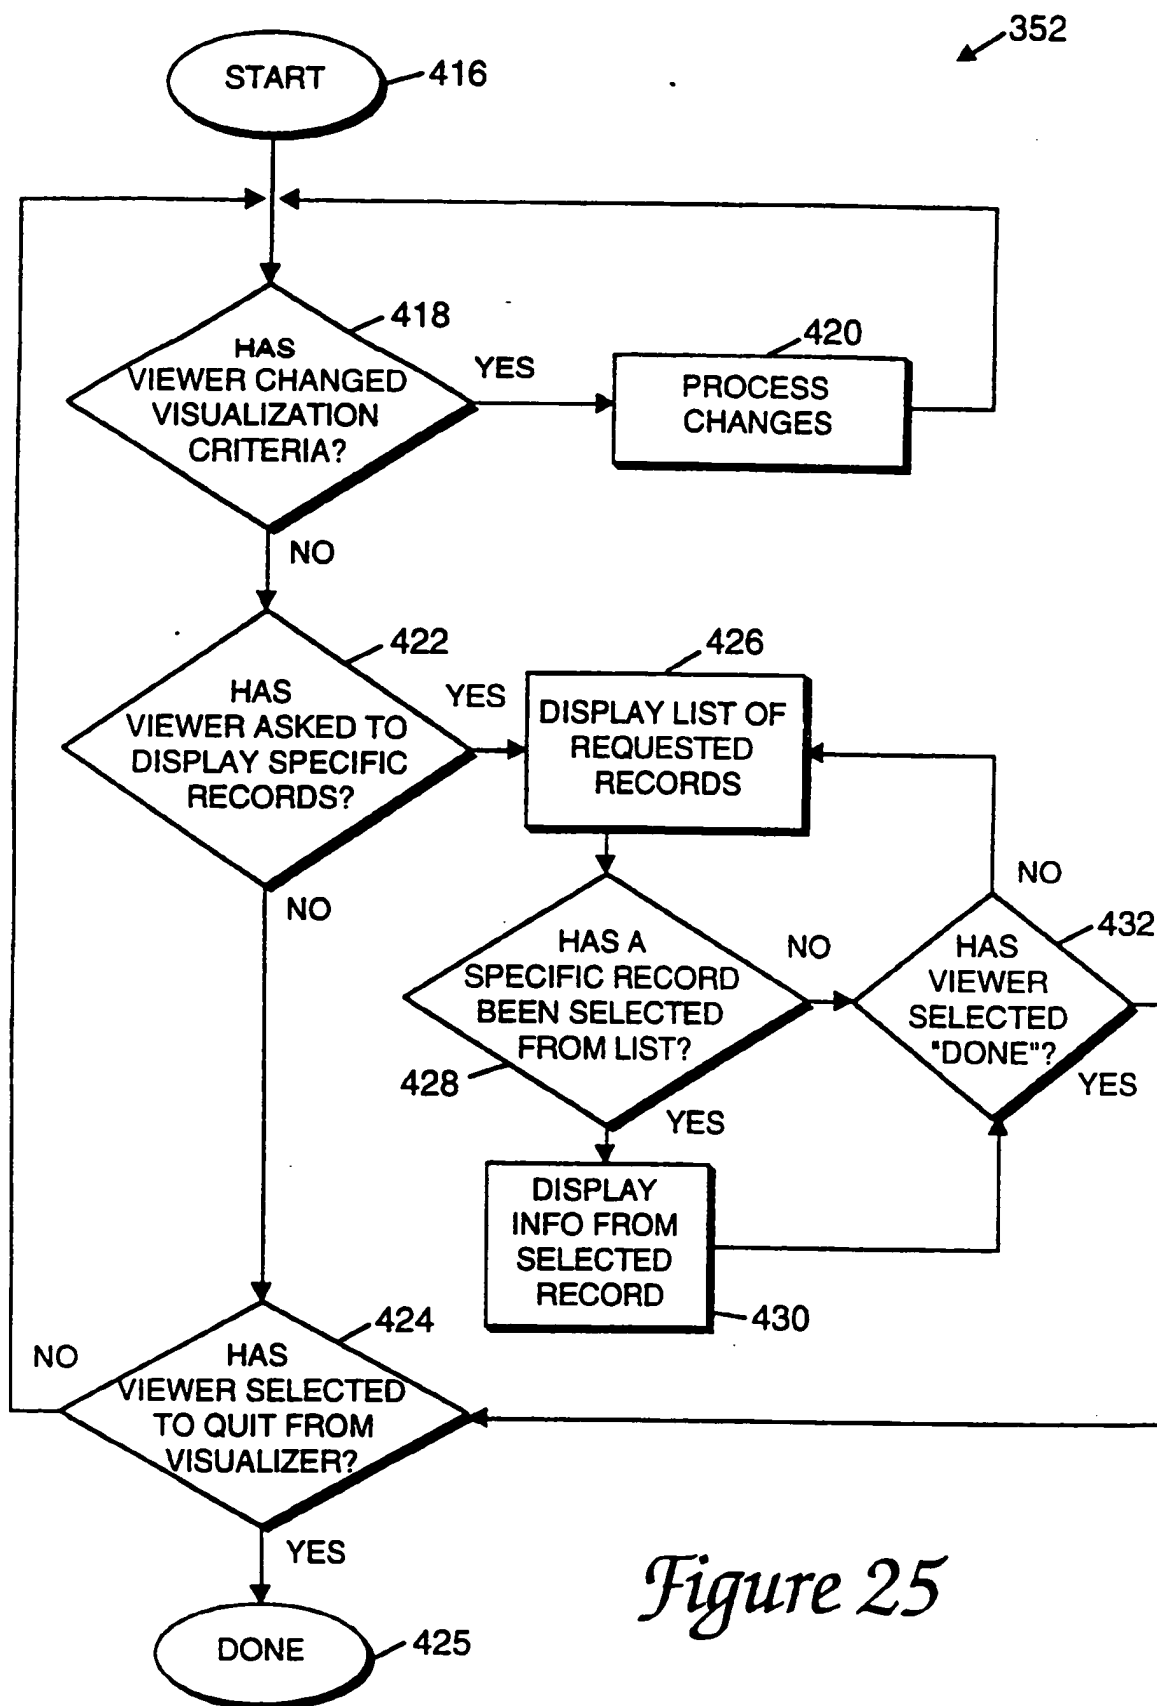 352
START
416
HAS
VIEWER CHANGED
VISUALIZATION
CRITERIA?
418
YES
420
PROCESS
CHANGES
NO
HAS
VIEWER ASKED TO
DISPLAY SPECIFIC
RECORDS?
422
YES
426
DISPLAY LIST OF
REQUESTED
RECORDS
NO
NO
HAS A
SPECIFIC RECORD
BEEN SELECTED
FROM LIST?
428
NO
HAS
VIEWER
SELECTED
"DONE"?
432
YES
YES
DISPLAY
INFO FROM
SELECTED
RECORD
430
HAS
VIEWER SELECTED
TO QUIT FROM
VISUALIZER?
424
NO
YES
DONE
425
Figure 25